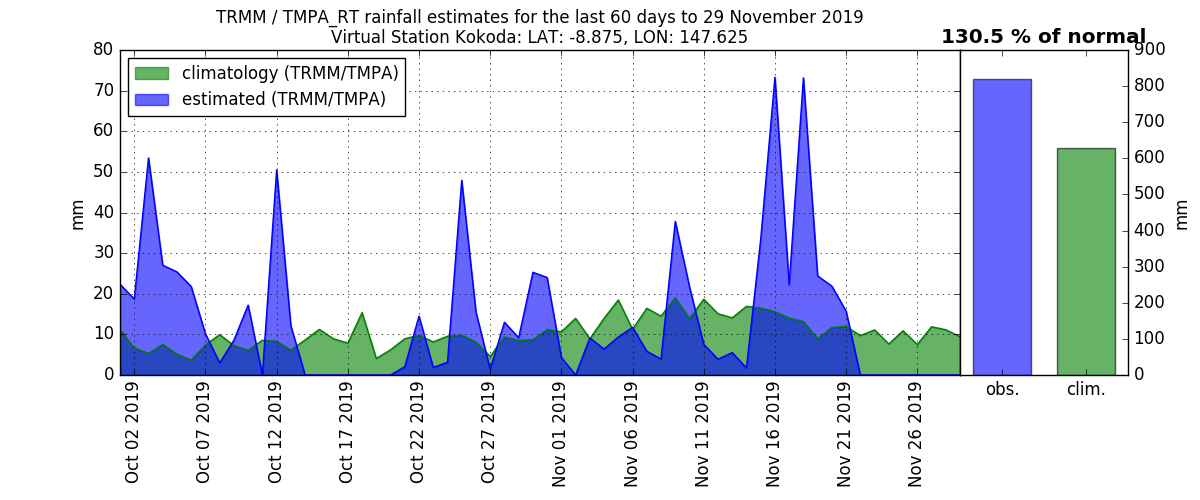 TRMM / TMPA_RT rainfall estimates for the last 60 days to 29 November 2019
Virtual Station Kokoda: LAT: -8.875, LON: 147.625
130.5 % of normal
climatology (TRMM/TMPA)
estimated (TRMM/TMPA)
mm
80
70
60
50
40
30
20
10
0
Oct 02 2019
Oct 07 2019
Oct 12 2019
Oct 17 2019
Oct 22 2019
Oct 27 2019
Nov 01 2019
Nov 06 2019
Nov 11 2019
Nov 16 2019
Nov 21 2019
Nov 26 2019
900
800
700
600
500
400
300
200
100
0
mm
obs.
clim.